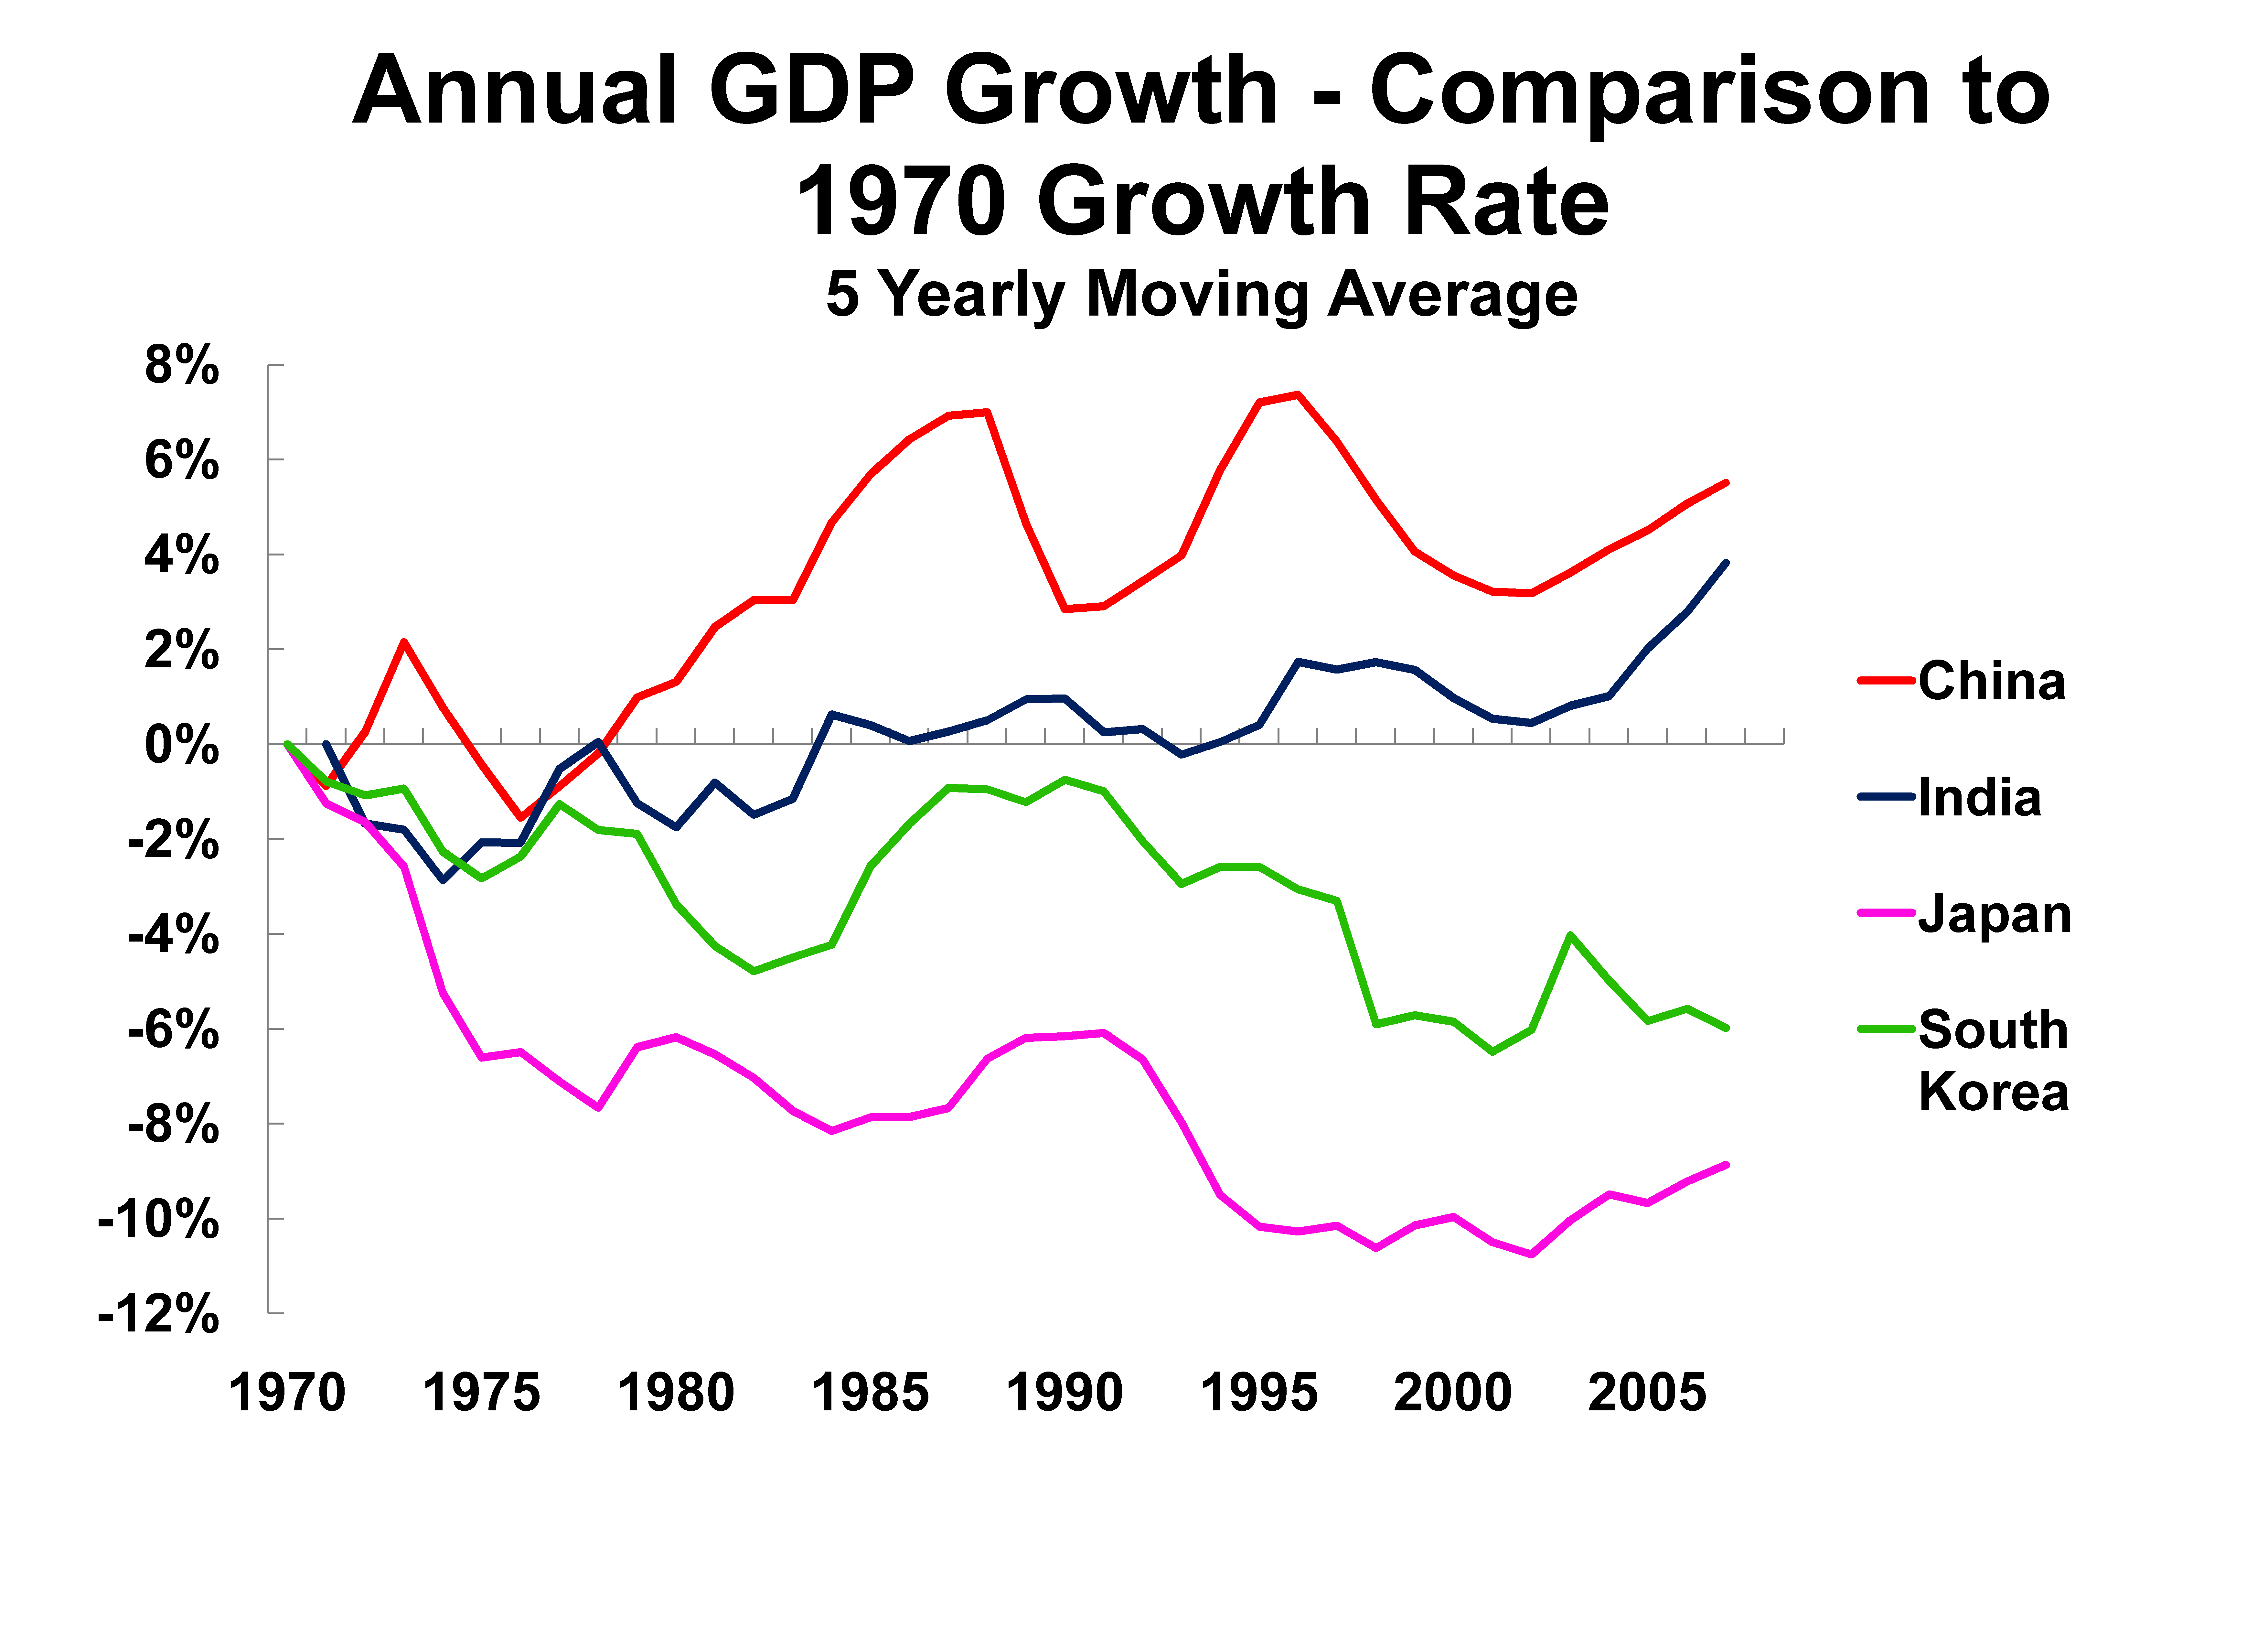 Annual GDP Growth - Comparison to
1970 Growth Rate
5 Yearly Moving Average
8%
6%
4%
2%
0%
-2%
-4%
-6%
-8%
-10%
-12%
1970 1975 1980 1985 1990 1995 2000 2005
China
India
Japan
South
Korea